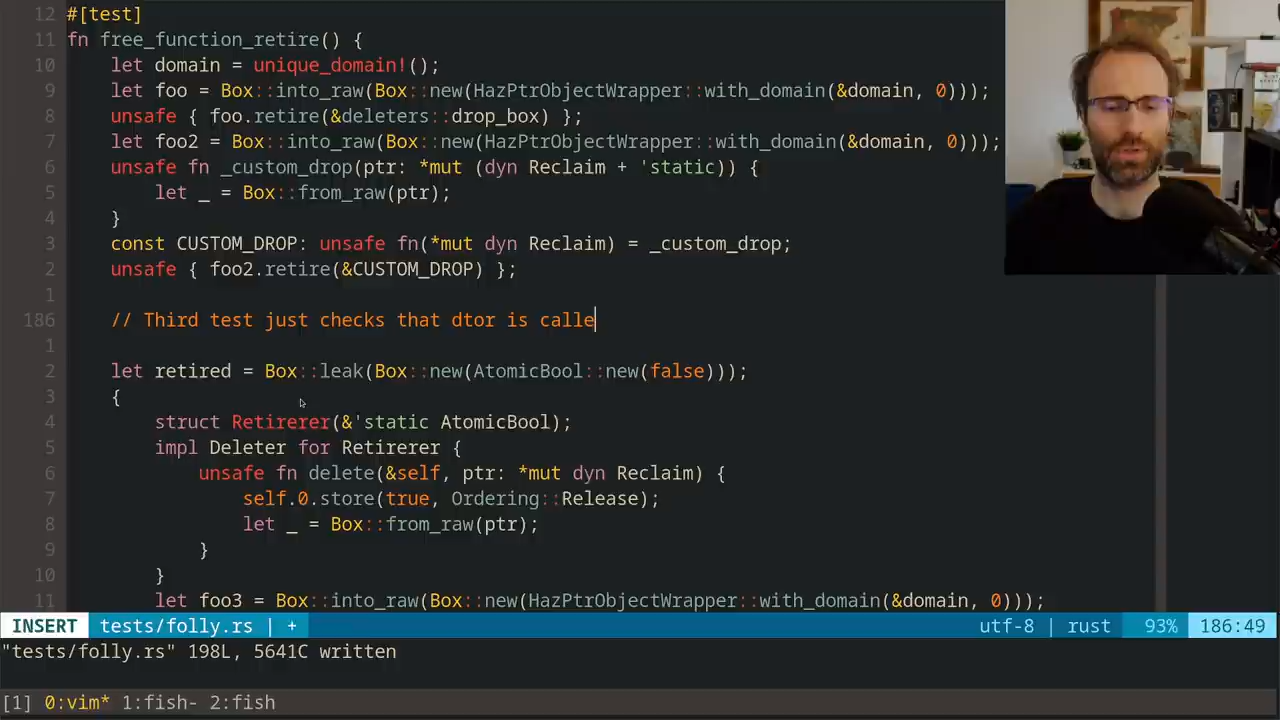 12 #[test]
11 fn free_function_retire() {
10     let domain = unique_domain!();
9     let foo = Box::into_raw(Box::new(HazPtrObjectWrapper::with_domain(&domain, 0)));
8     unsafe { foo.retire(&deleters::drop_box) };
7     let foo2 = Box::into_raw(Box::new(HazPtrObjectWrapper::with_domain(&domain, 0)));
6     unsafe fn _custom_drop(ptr: *mut (dyn Reclaim + 'static)) {
5         let _ = Box::from_raw(ptr);
4     }
3     const CUSTOM_DROP: unsafe fn(*mut dyn Reclaim) = _custom_drop;
2     unsafe { foo2.retire(&CUSTOM_DROP) };
1
186     // Third test just checks that dtor is calle
1
2     let retired = Box::leak(Box::new(AtomicBool::new(false)));
3     {
4         struct Retirerer(&'static AtomicBool);
5         impl Deleter for Retirerer {
6             unsafe fn delete(&self, ptr: *mut dyn Reclaim) {
7                 self.0.store(true, Ordering::Release);
8                 let _ = Box::from_raw(ptr);
9             }
10         }
11         let foo3 = Box::into_raw(Box::new(HazPtrObjectWrapper::with_domain(&domain, 0)));
INSERT tests/folly.rs | + utf-8 | rust 93% 186:49
"tests/folly.rs" 198L, 5641C written
[1] 0:vim* 1:fish- 2:fish